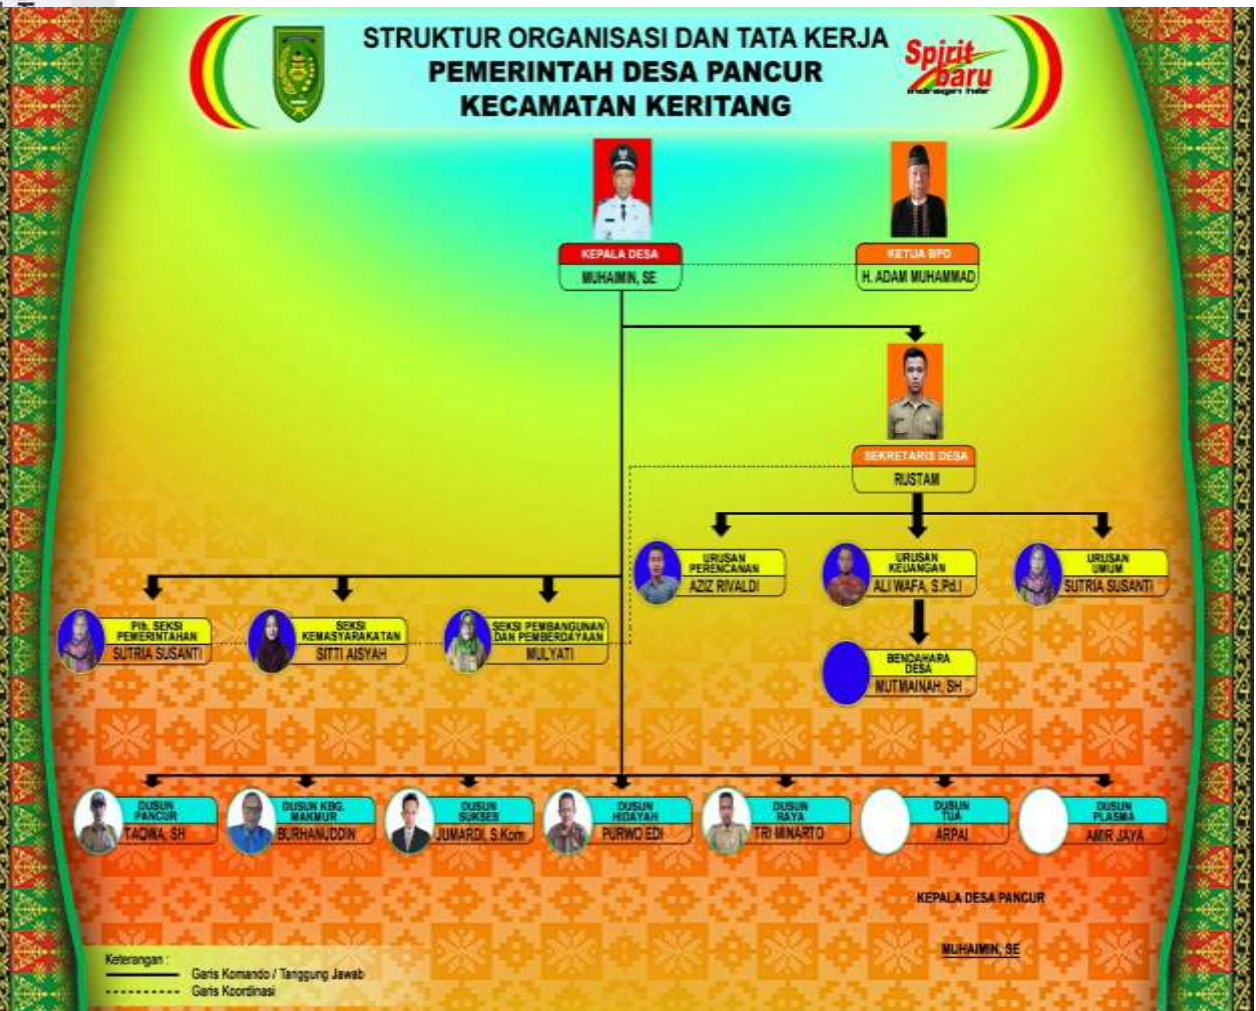 STRUKTUR ORGANISASI DAN TATA KERJA
PEMERINTAH DESA PANCUR
KECAMATAN KERITANG
Spirit
baru
indragiri hilir
KEPALA DESA
MUHAIMIN, SE
KETUA BPD
H. ADAM MUHAMMAD
SEKRETARIS DESA
RUSTAM
URUSAN
PERENCANAN
AZIZ RIVALDI
URUSAN
KEUANGAN
ALI WAFA, S.Pd.I
URUSAN
UMUM
SUTRIA SUSANTI
Plh. SEKSI
PEMERINTAHAN
SUTRIA SUSANTI
SEKSI
KEMASYARAKATAN
SITTI AISYAH
SEKSI PEMBANGUNAN
DAN PEMBERDAYAAN
MULYATI
BENDAHARA
DESA
MUTMAINAH, SH
DUSUN
PANCUR
TAQWA, SH
DUSUN KBG.
MAKMUR
BURHANUDDIN
DUSUN
SUKSES
JUMARDI, S.Kom
DUSUN
HIDAYAH
PURWO EDI
DUSUN
RAYA
TRI MINARTO
DUSUN
TUA
ARPAI
DUSUN
PLASMA
AMIR JAYA
KEPALA DESA PANCUR
MUHAIMIN, SE
Keterangan :
Garis Komando / Tanggung Jawab
Garis Koordinasi